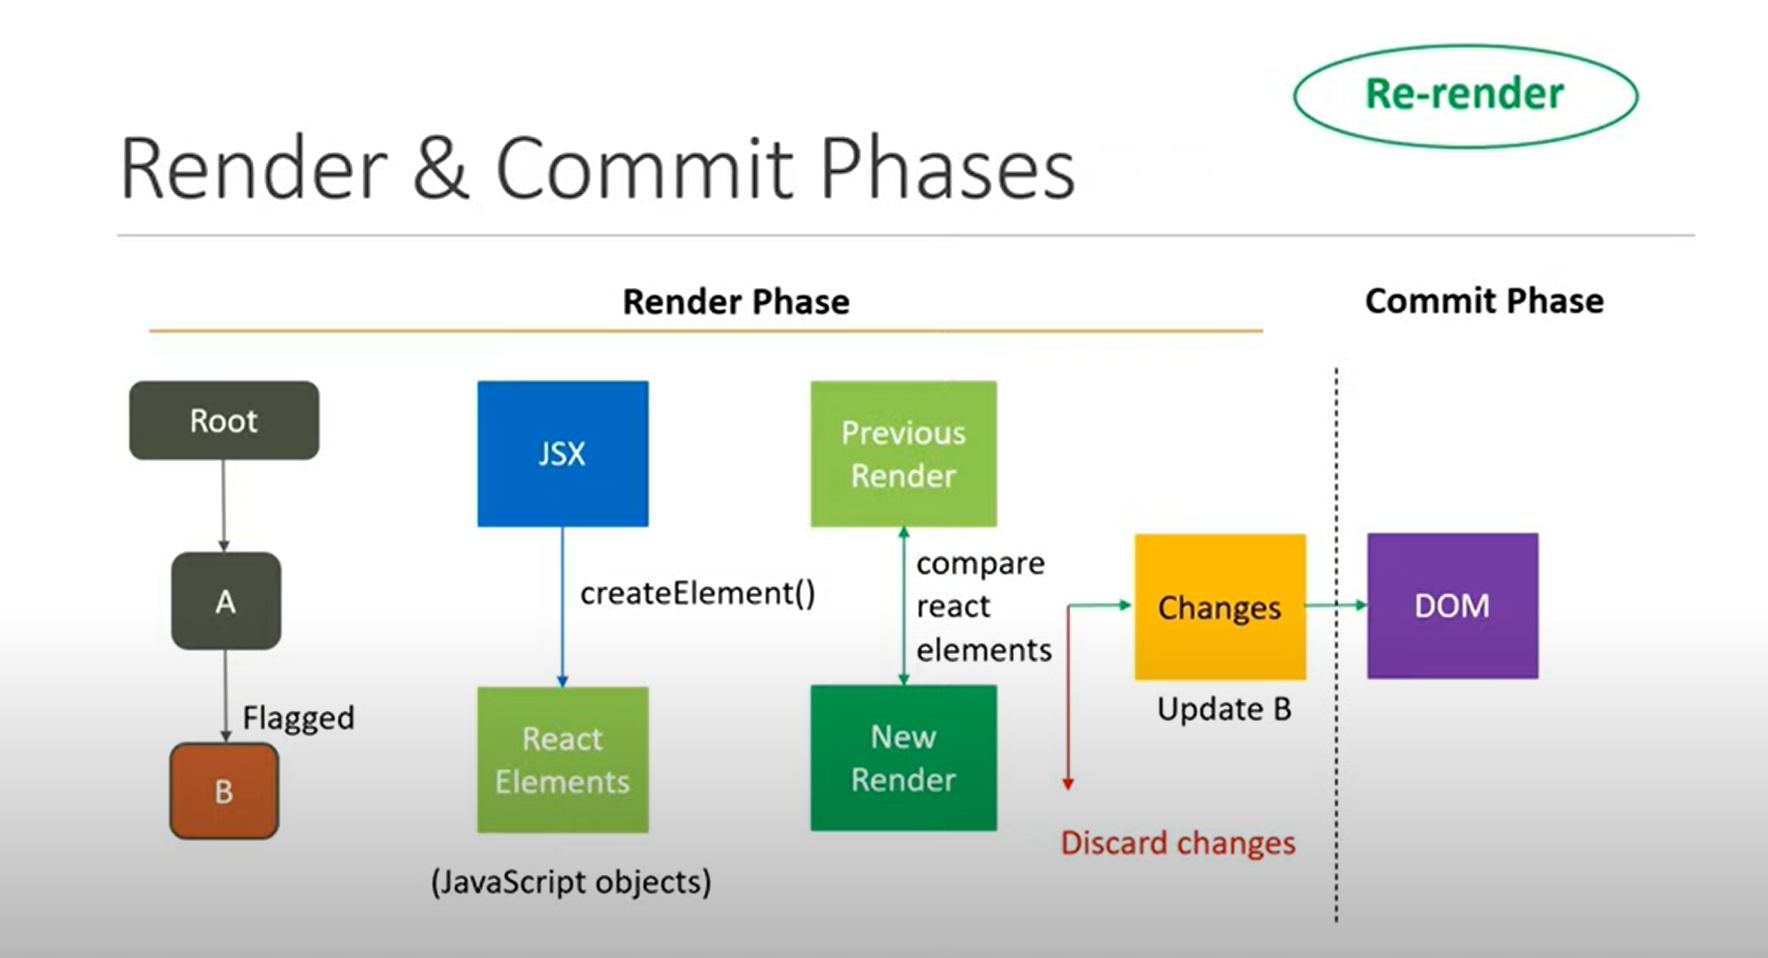 Re-render
Render & Commit Phases
Render Phase
Commit Phase
Root
A
Flagged
B
JSX
createElement()
React
Elements
(JavaScript objects)
Previous
Render
compare
react
elements
New
Render
Changes
Update B
Discard changes
DOM